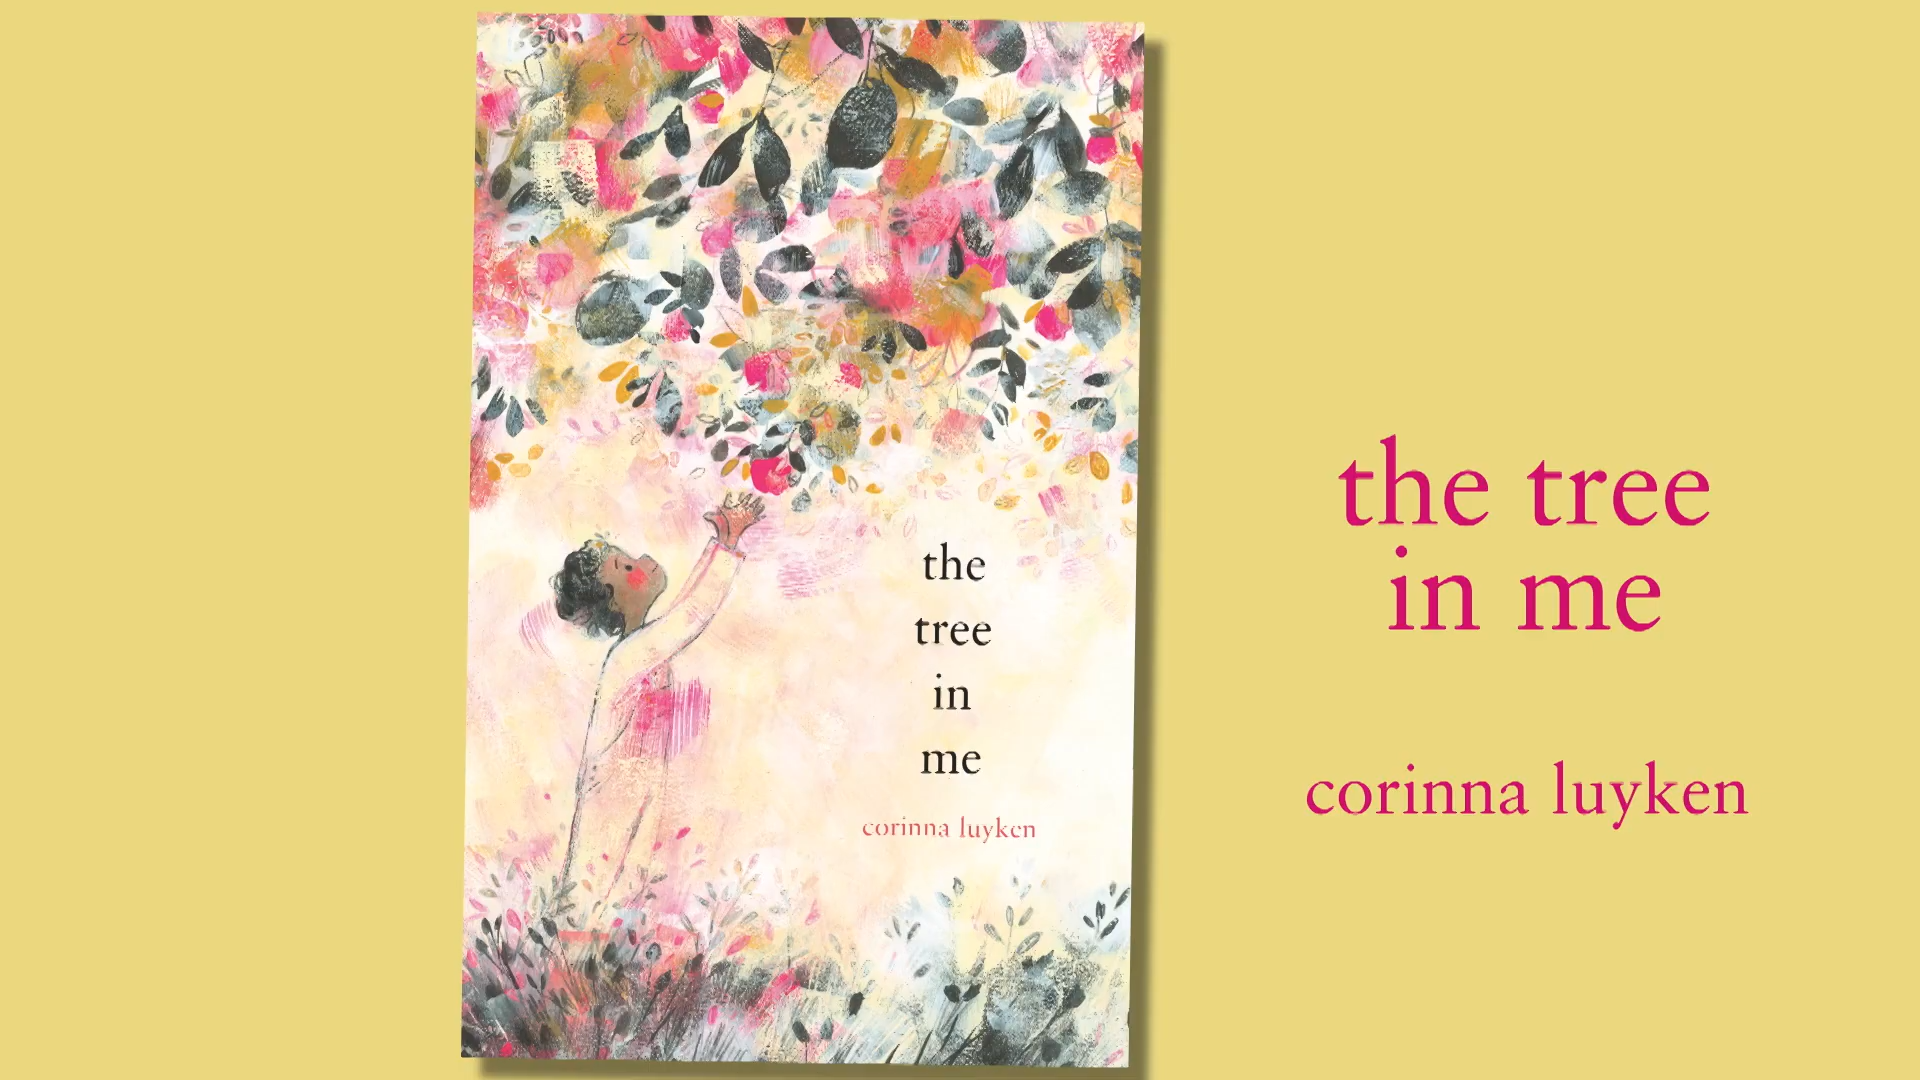 the
tree
in
me
corinna luyken
the tree
in me
corinna luyken